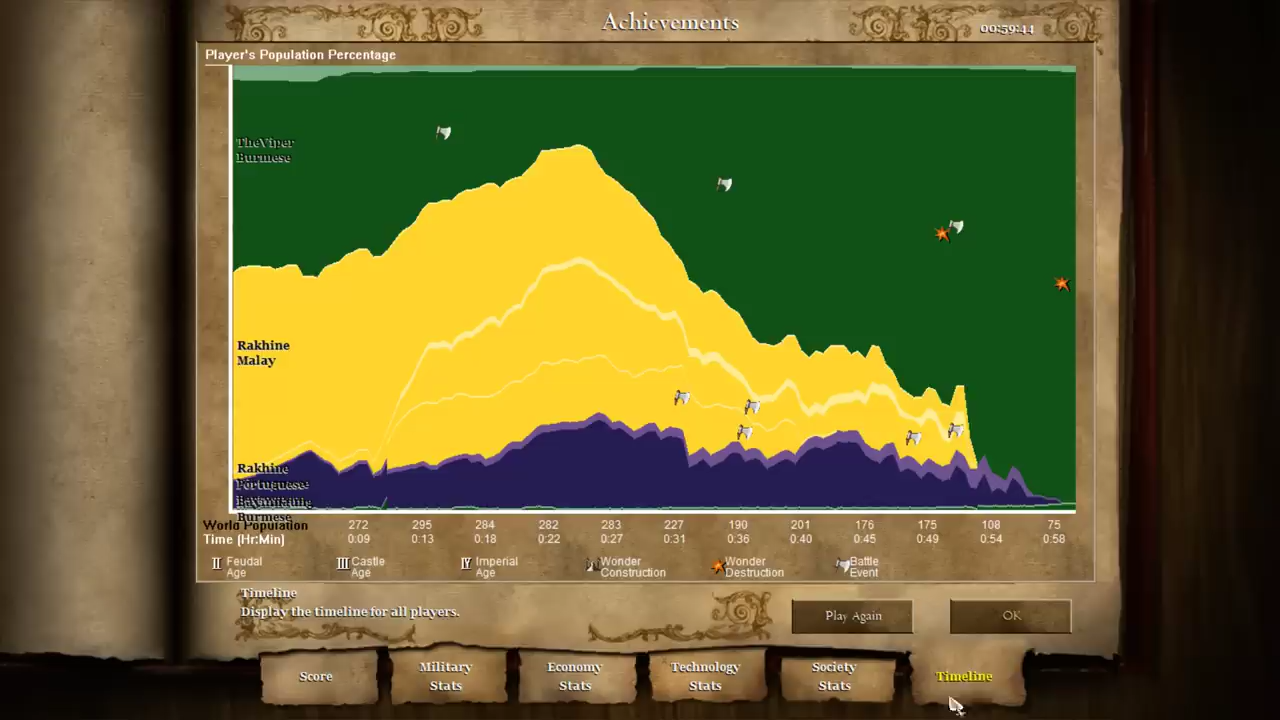 Achievements
00:59:44
Player's Population Percentage
TheViper
Burmese
Rakhine
Malay
Rakhine
Portuguese
Burmese
World Population 272 295 284 282 283 227 190 201 176 175 108 75
Time (Hr:Min) 0:09 0:13 0:18 0:22 0:27 0:31 0:36 0:40 0:45 0:49 0:54 0:58
II Feudal Age
III Castle Age
IV Imperial Age
Wonder Construction
Wonder Destruction
Battle Event
Timeline
Display the timeline for all players.
Play Again
OK
Score
Military Stats
Economy Stats
Technology Stats
Society Stats
Timeline